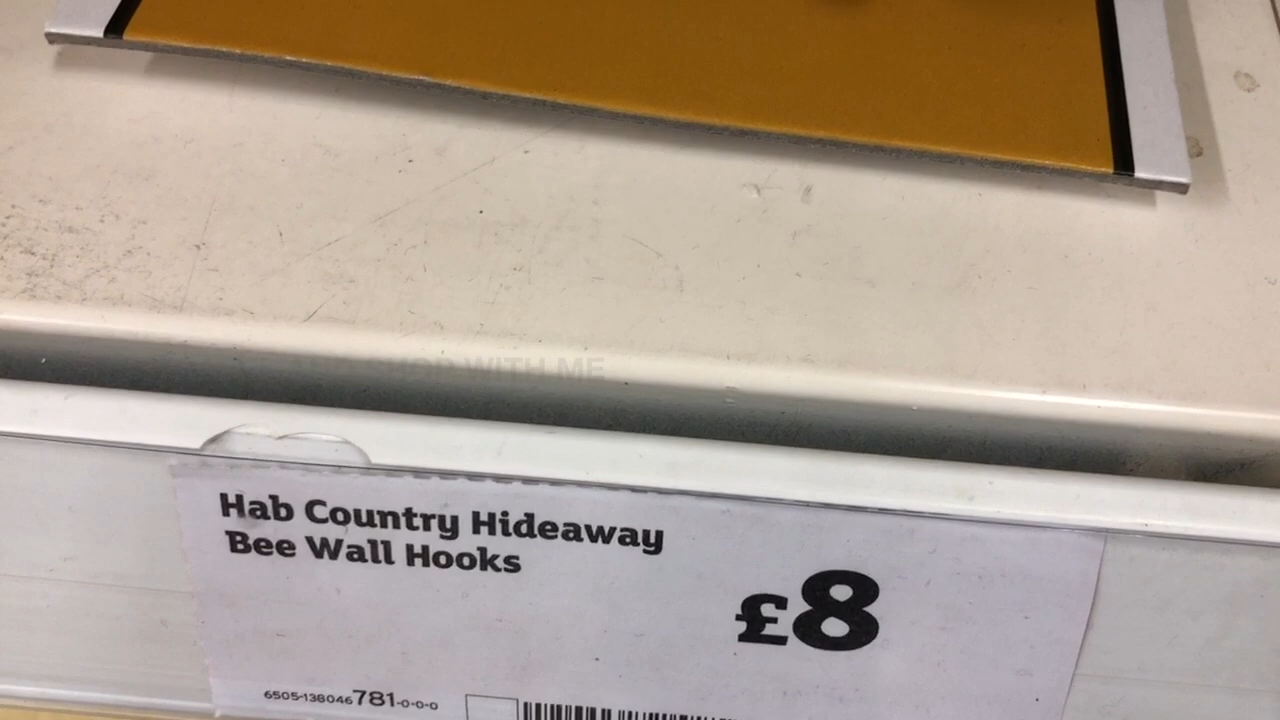 SHOP WITH ME
Hab Country Hideaway
Bee Wall Hooks
£8
6505-138046781-0-0-0